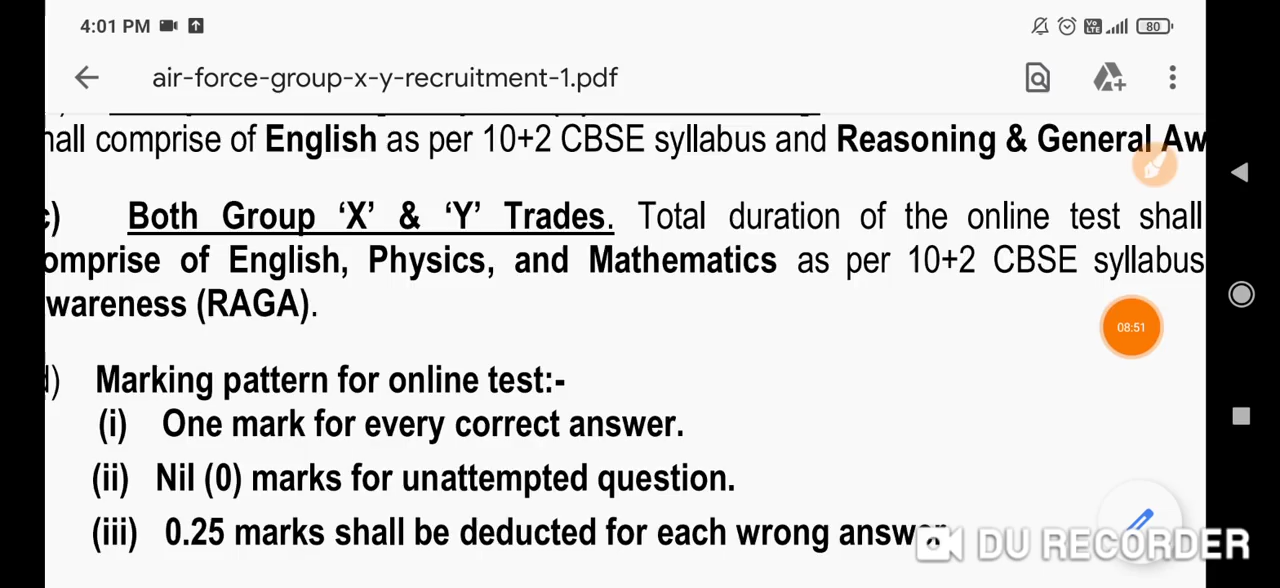 4:01 PM
Vo LTE 80
air-force-group-x-y-recruitment-1.pdf
hall comprise of English as per 10+2 CBSE syllabus and Reasoning & General Aw
c) Both Group ‘X’ & ‘Y’ Trades. Total duration of the online test shall
omprise of English, Physics, and Mathematics as per 10+2 CBSE syllabus
wareness (RAGA).
08:51
d) Marking pattern for online test:-
(i) One mark for every correct answer.
(ii) Nil (0) marks for unattempted question.
(iii) 0.25 marks shall be deducted for each wrong answer
DU RECORDER